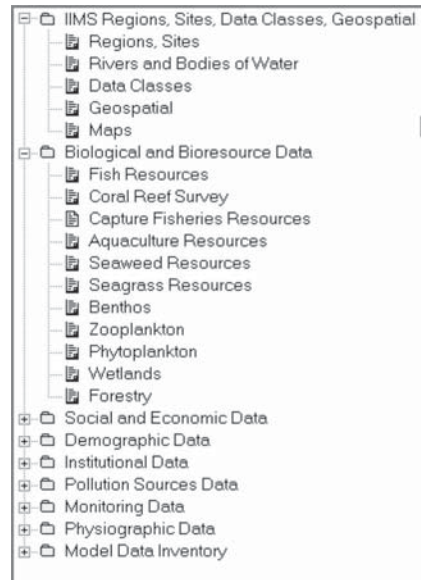 IIMS Regions, Sites, Data Classes, Geospatial
Regions, Sites
Rivers and Bodies of Water
Data Classes
Geospatial
Maps
Biological and Bioresource Data
Fish Resources
Coral Reef Survey
Capture Fisheries Resources
Aquaculture Resources
Seaweed Resources
Seagrass Resources
Benthos
Zooplankton
Phytoplankton
Wetlands
Forestry
Social and Economic Data
Demographic Data
Institutional Data
Pollution Sources Data
Monitoring Data
Physiographic Data
Model Data Inventory